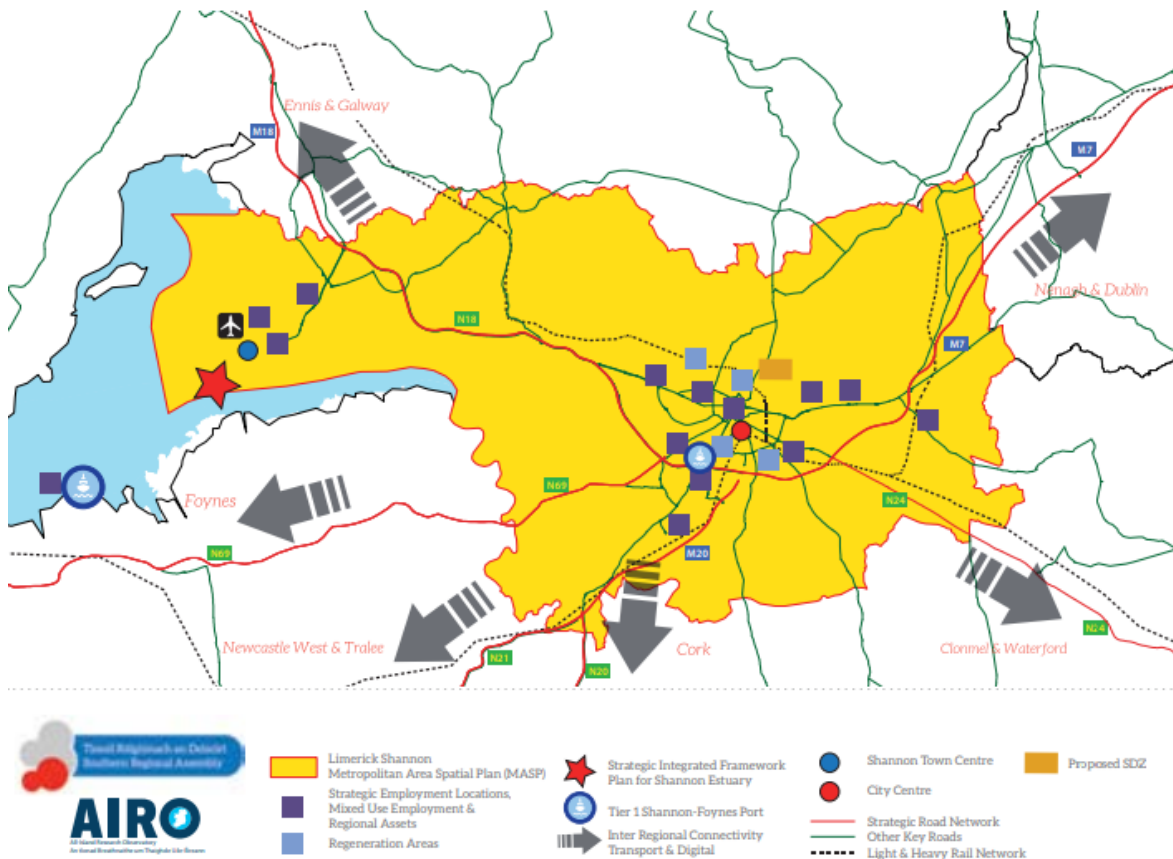 Ennis & Galway
M18
M7
Nenagh & Dublin
N18
M7
Foynes
N69
N69
N24
M20
Newcastle West & Tralee
Cork
Clonmel & Waterford
N24
N21
N20
Tionól Réigiúnach an Deiscirt
Southern Regional Assembly
AIRO
All Island Research Observatory
Limerick Shannon
Metropolitan Area Spatial Plan (MASP)
Strategic Employment Locations,
Mixed Use Employment &
Regional Assets
Regeneration Areas
Strategic Integrated Framework
Plan for Shannon Estuary
Tier 1 Shannon-Foynes Port
Inter Regional Connectivity
Transport & Digital
Shannon Town Centre
City Centre
Strategic Road Network
Other Key Roads
Light & Heavy Rail Network
Proposed SDZ